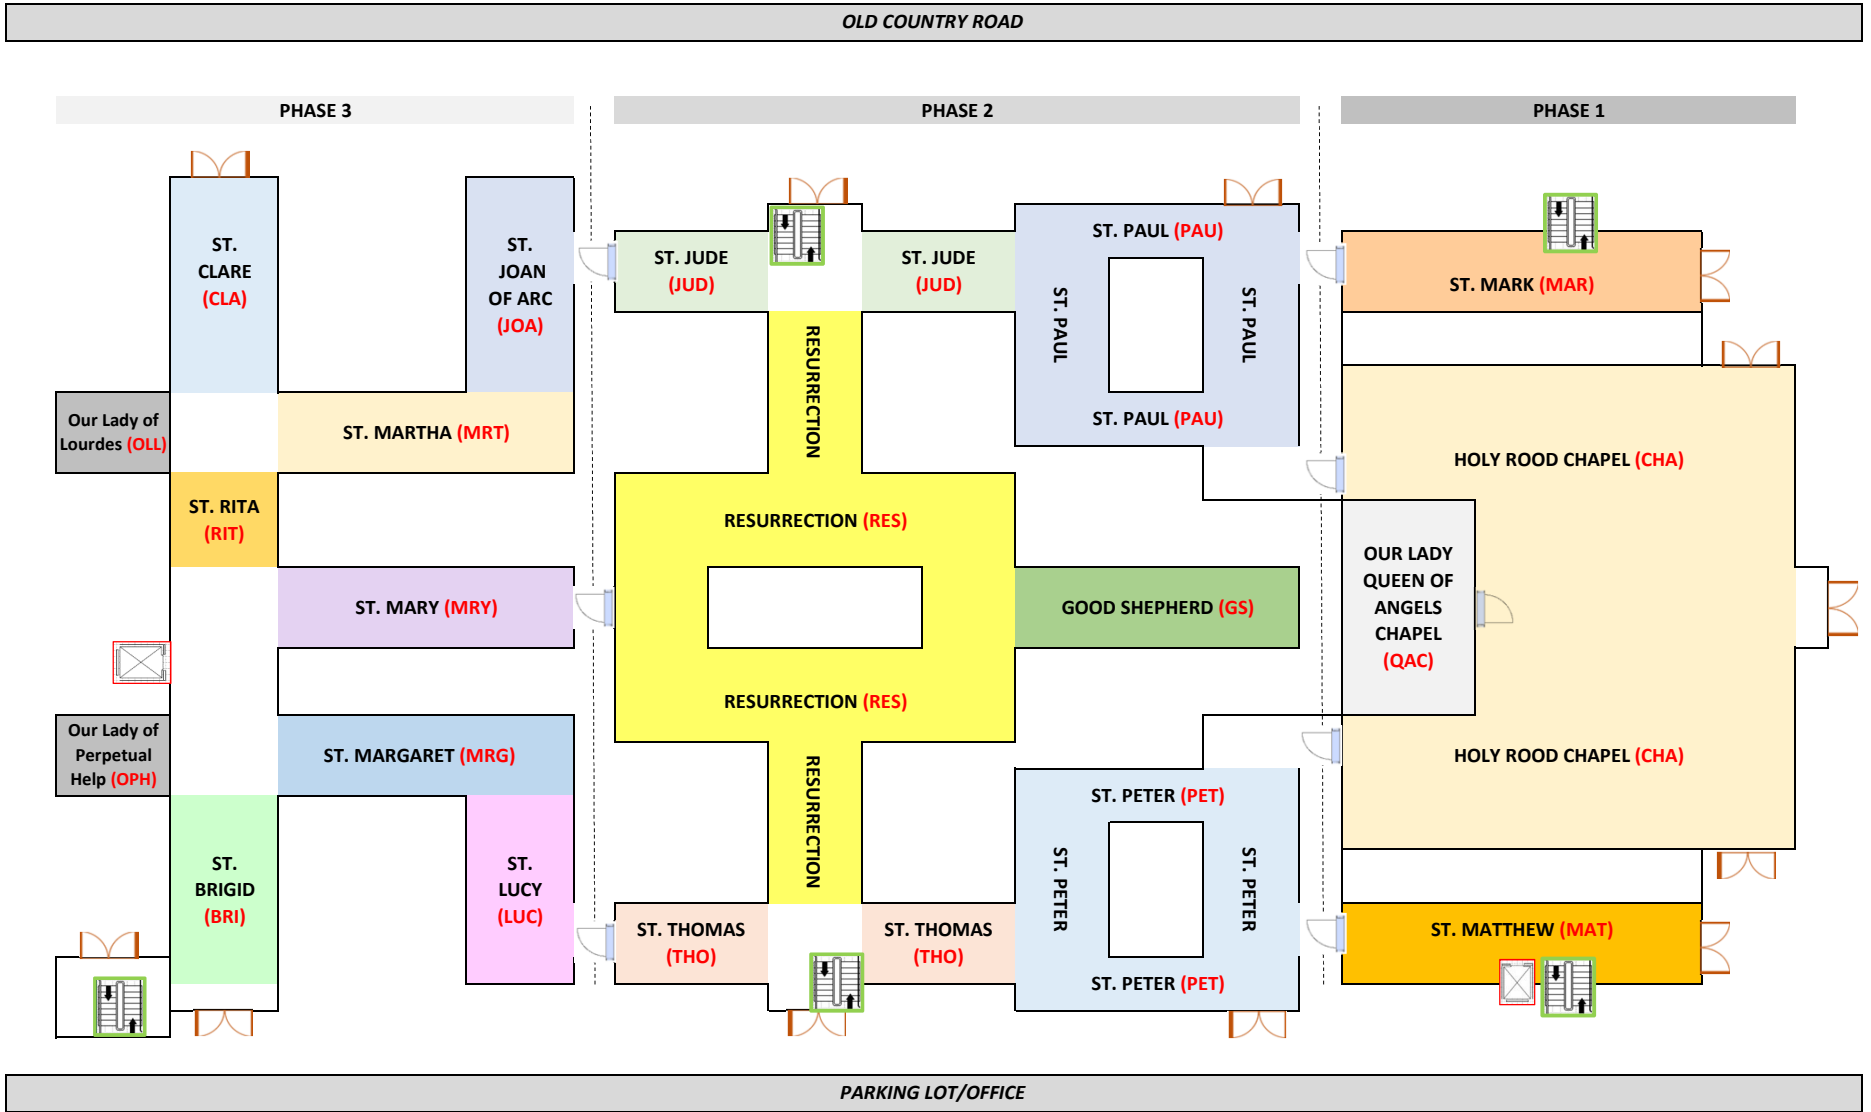 OLD COUNTRY ROAD
PHASE 3
PHASE 2
PHASE 1
ST.
CLARE
(CLA)
ST.
JOAN
OF ARC
(JOA)
Our Lady of
Lourdes (OLL)
ST. MARTHA (MRT)
ST. RITA
(RIT)
ST. MARY (MRY)
Our Lady of
Perpetual
Help (OPH)
ST. MARGARET (MRG)
ST.
BRIGID
(BRI)
ST.
LUCY
(LUC)
ST. JUDE
(JUD)
ST. JUDE
(JUD)
RESURRECTION
RESURRECTION (RES)
RESURRECTION (RES)
RESURRECTION
ST. THOMAS
(THO)
ST. THOMAS
(THO)
ST. PAUL (PAU)
ST. PAUL
ST. PAUL
ST. PAUL (PAU)
GOOD SHEPHERD (GS)
ST. PETER (PET)
ST. PETER
ST. PETER
ST. PETER (PET)
ST. MARK (MAR)
HOLY ROOD CHAPEL (CHA)
OUR LADY
QUEEN OF
ANGELS
CHAPEL
(QAC)
HOLY ROOD CHAPEL (CHA)
ST. MATTHEW (MAT)
PARKING LOT/OFFICE